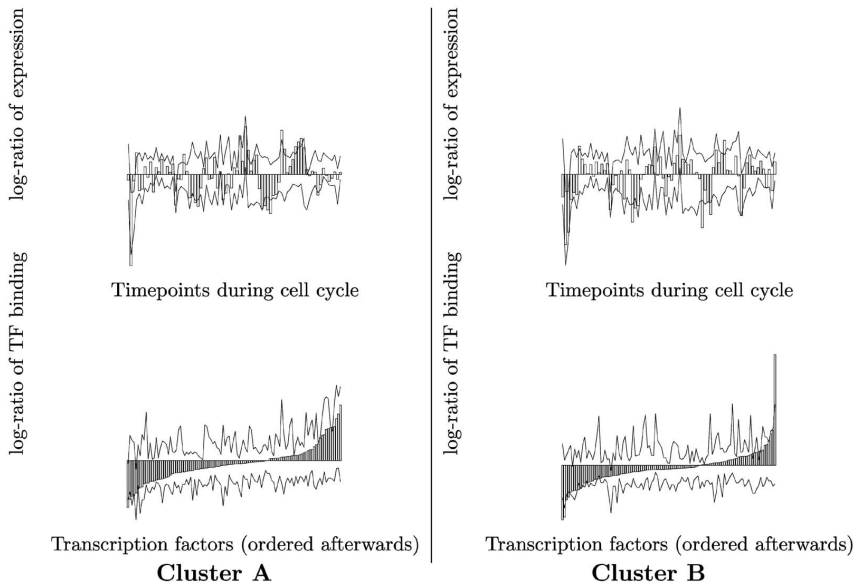 log-ratio of expression
Timepoints during cell cycle
log-ratio of TF binding
Transcription factors (ordered afterwards)
Cluster A
log-ratio of expression
Timepoints during cell cycle
log-ratio of TF binding
Transcription factors (ordered afterwards)
Cluster B